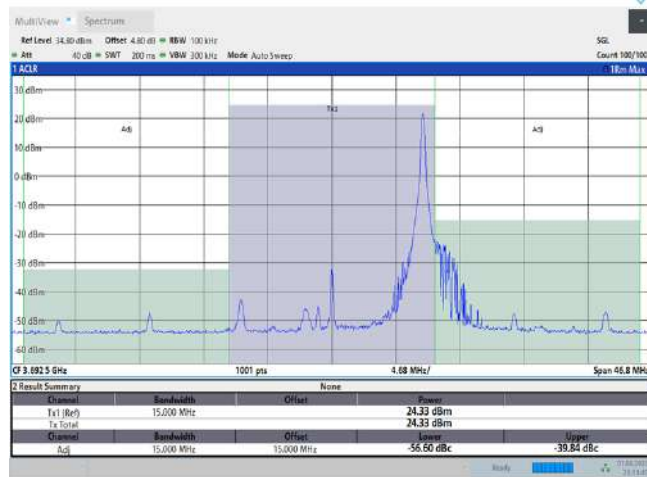 MultiView Spectrum
Ref Level 34.80 dBm Offset 4.80 dB RBW 100 kHz SGL
Att 40 dB SWT 200 ms VBW 300 kHz Mode Auto Sweep Count 100/100
1 ACLR 1Rm Max
30 dBm
Tx1
20 dBm
Adj Adj
10 dBm
0 dBm
-10 dBm
-20 dBm
-30 dBm
-40 dBm
-50 dBm
-60 dBm
CF 3.6925 GHz 1001 pts 4.68 MHz/ Span 46.8 MHz
2 Result Summary None
Channel Bandwidth Offset Power
Tx1 (Ref) 15.000 MHz 24.33 dBm
Tx Total 24.33 dBm
Channel Bandwidth Offset Lower Upper
Adj 15.000 MHz 15.000 MHz -56.60 dBc -39.84 dBc
Ready